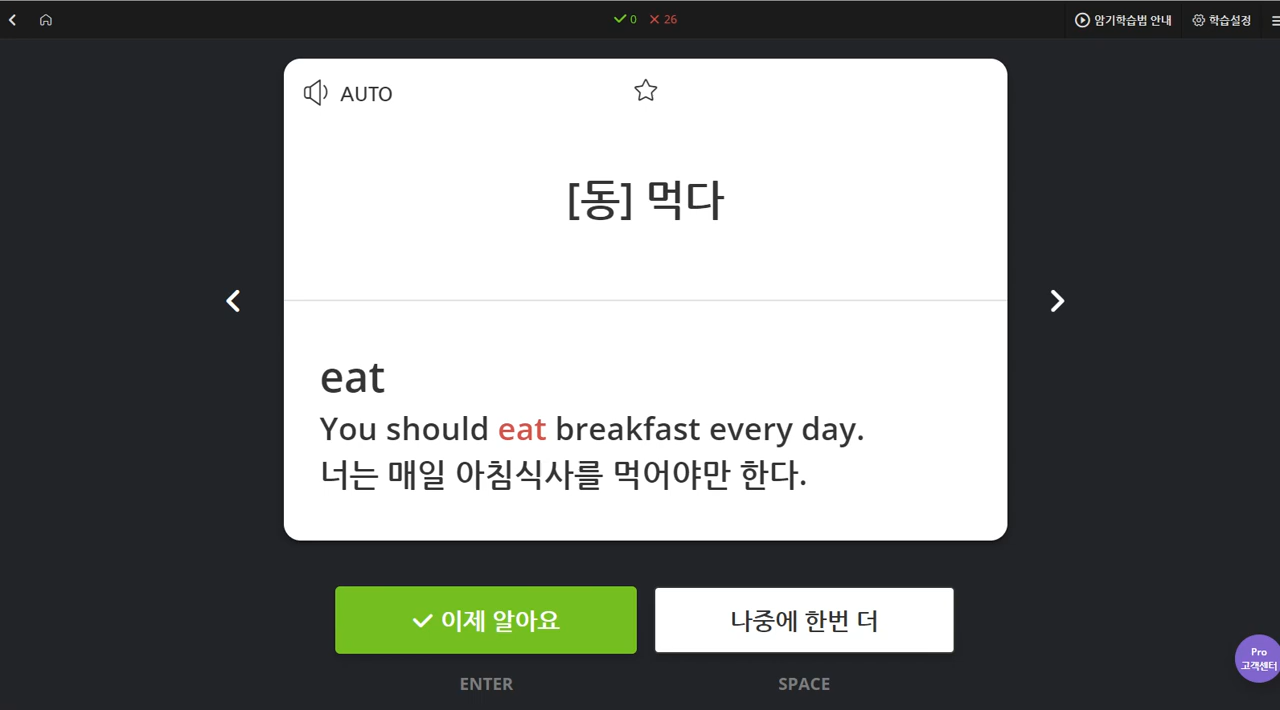 0 26
암기학습법 안내
학습설정
AUTO
[동] 먹다
eat
You should eat breakfast every day.
너는 매일 아침식사를 먹어야만 한다.
이제 알아요
나중에 한번 더
ENTER
SPACE
Pro
고객센터